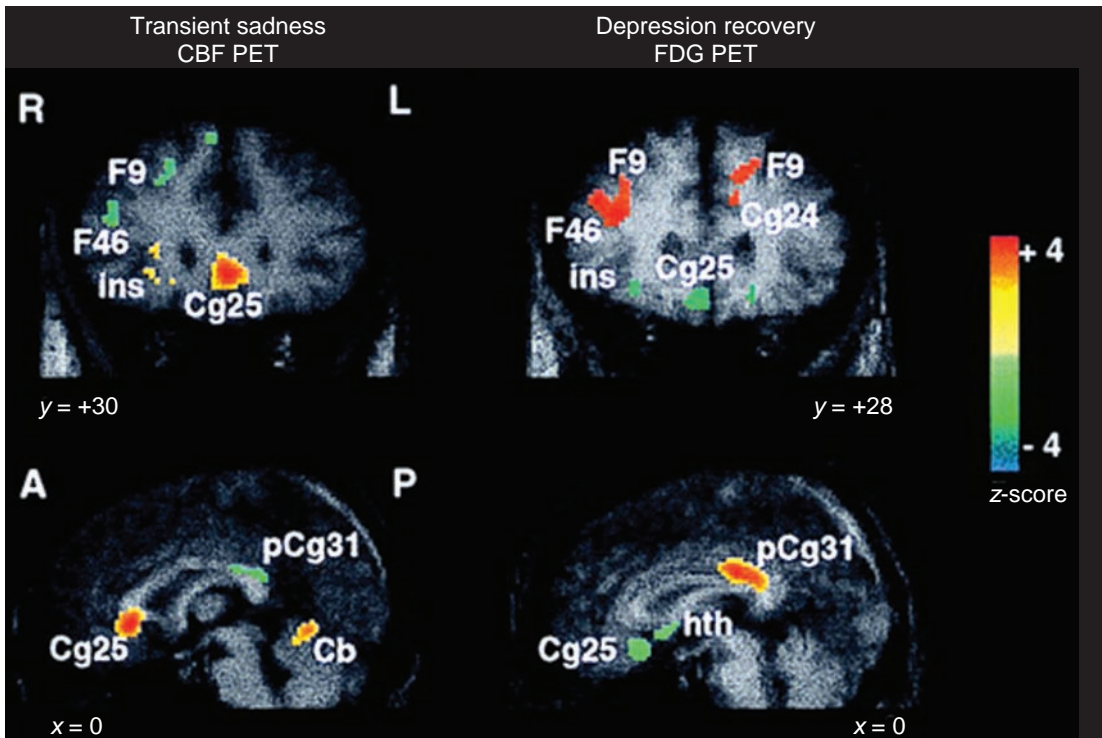 Transient sadness
CBF PET
Depression recovery
FDG PET
R
L
F9
F46
ins
Cg25
F9
F9
F46
Cg24
ins
Cg25
+ 4
- 4
z-score
y = +30
y = +28
A
P
pCg31
Cg25
Cb
pCg31
hth
Cg25
x = 0
x = 0